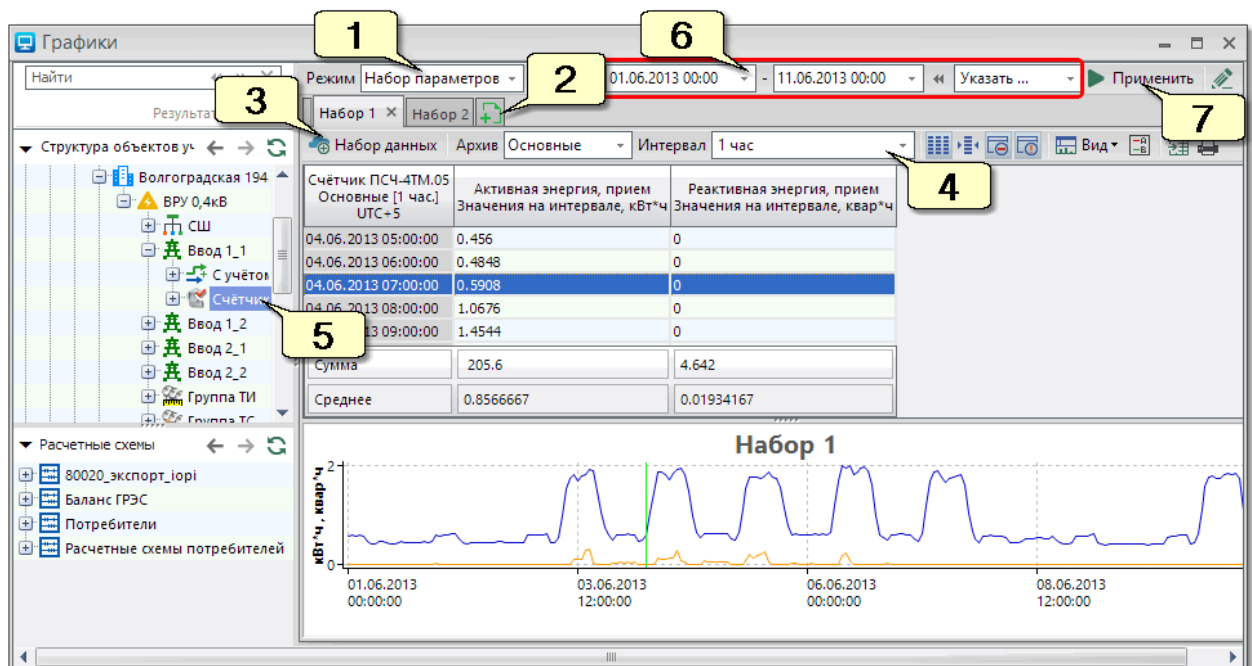 Графики
1
6
Найти
Режим Набор параметров
2
01.06.2013 00:00 - 11.06.2013 00:00
Указать ...
Применить
3
7
Набор 1
Набор 2
Набор данных
Архив Основные
Интервал 1 час
Вид
4
Структура объектов
Волгоградская 194
ВРУ 0,4кВ
СШ
Ввод 1_1
С
Ввод 1_2
5
Ввод 2_1
Ввод 2_2
Группа ТИ
Счётчик ПСЧ-4ТМ.05
Основные [1 час.]
UTC+5
Активная энергия, прием
Значения на интервале, кВт*ч
Реактивная энергия, прием
Значения на интервале, квар*ч
04.06.2013 05:00:00 0.456 0
04.06.2013 06:00:00 0.4848 0
04.06.2013 07:00:00 0.5908 0
04.06.2013 08:00:00 1.0676 0
13 09:00:00 1.4544 0
Сумма 205.6 4.642
Среднее 0.8566667 0.01934167
Расчетные схемы
80020_экспорт_iopi
Баланс ГРЭС
Потребители
Расчетные схемы потребителей
Набор 1
кВт*ч , квар*ч
2
0
01.06.2013
00:00:00
03.06.2013
12:00:00
06.06.2013
00:00:00
08.06.2013
12:00:00